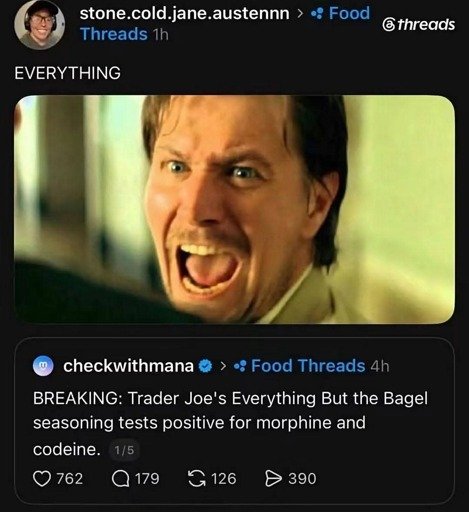 stone.cold.jane.austennn > Food
Threads 1h
threads
EVERYTHING
checkwithmana > Food Threads 4h
BREAKING: Trader Joe's Everything But the Bagel
seasoning tests positive for morphine and
codeine. 1/5
762 179 126 390